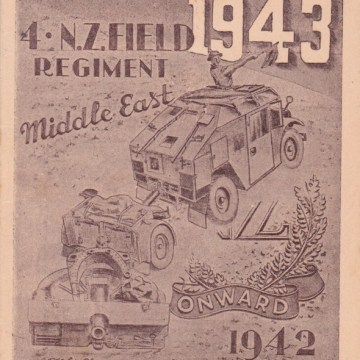 1943
4 · N.Z. FIELD
REGIMENT
Middle East
ONWARD
1942